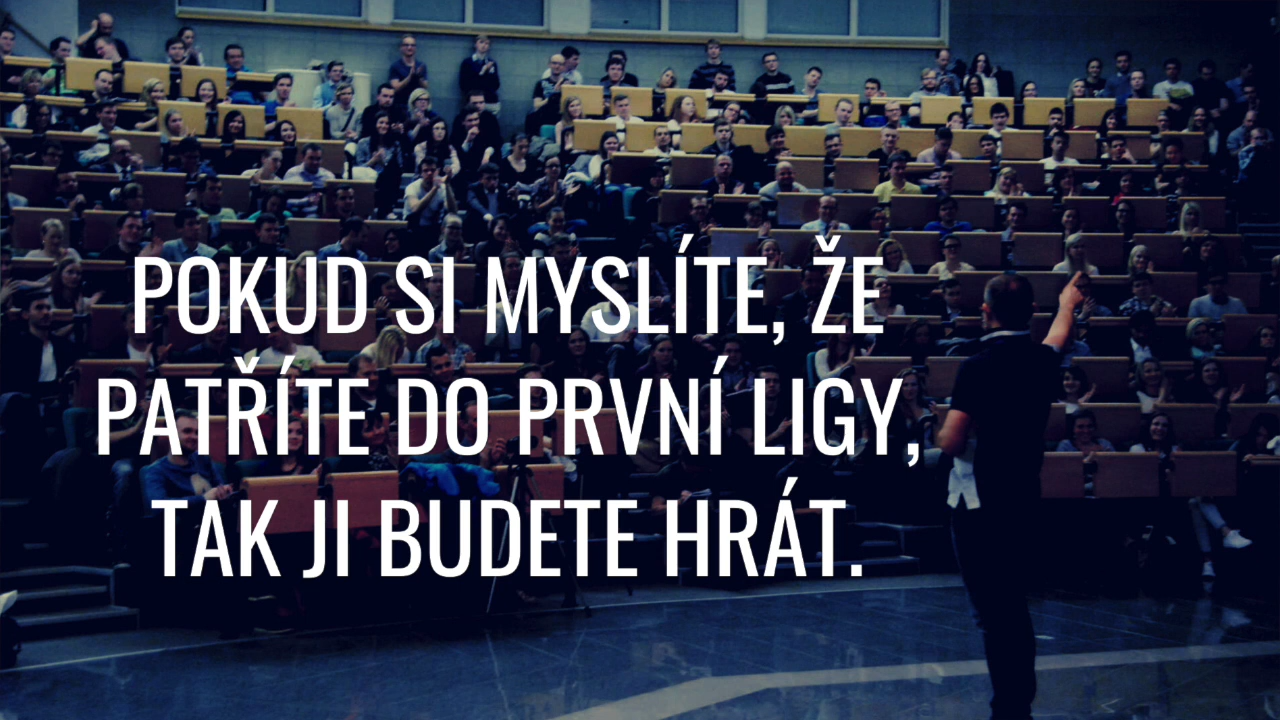 POKUD SI MYSLÍTE, ŽE
PATŘÍTE DO PRVNÍ LIGY,
TAK JI BUDETE HRÁT.